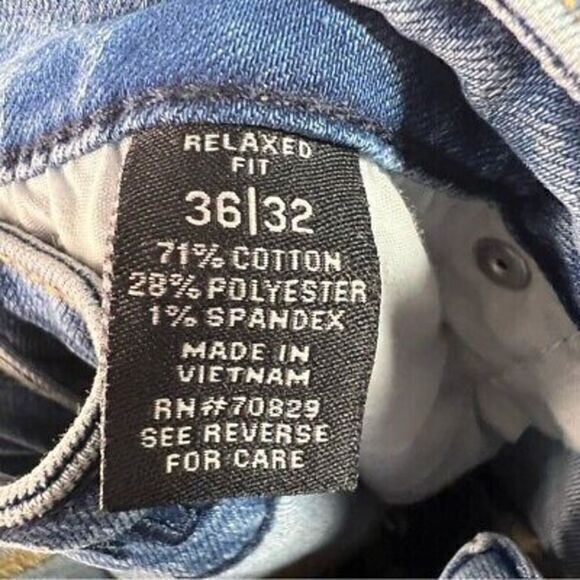 RELAXED
FIT
36|32
71% COTTON
28% POLYESTER
1% SPANDEX
MADE IN
VIETNAM
RN#70829
SEE REVERSE
FOR CARE